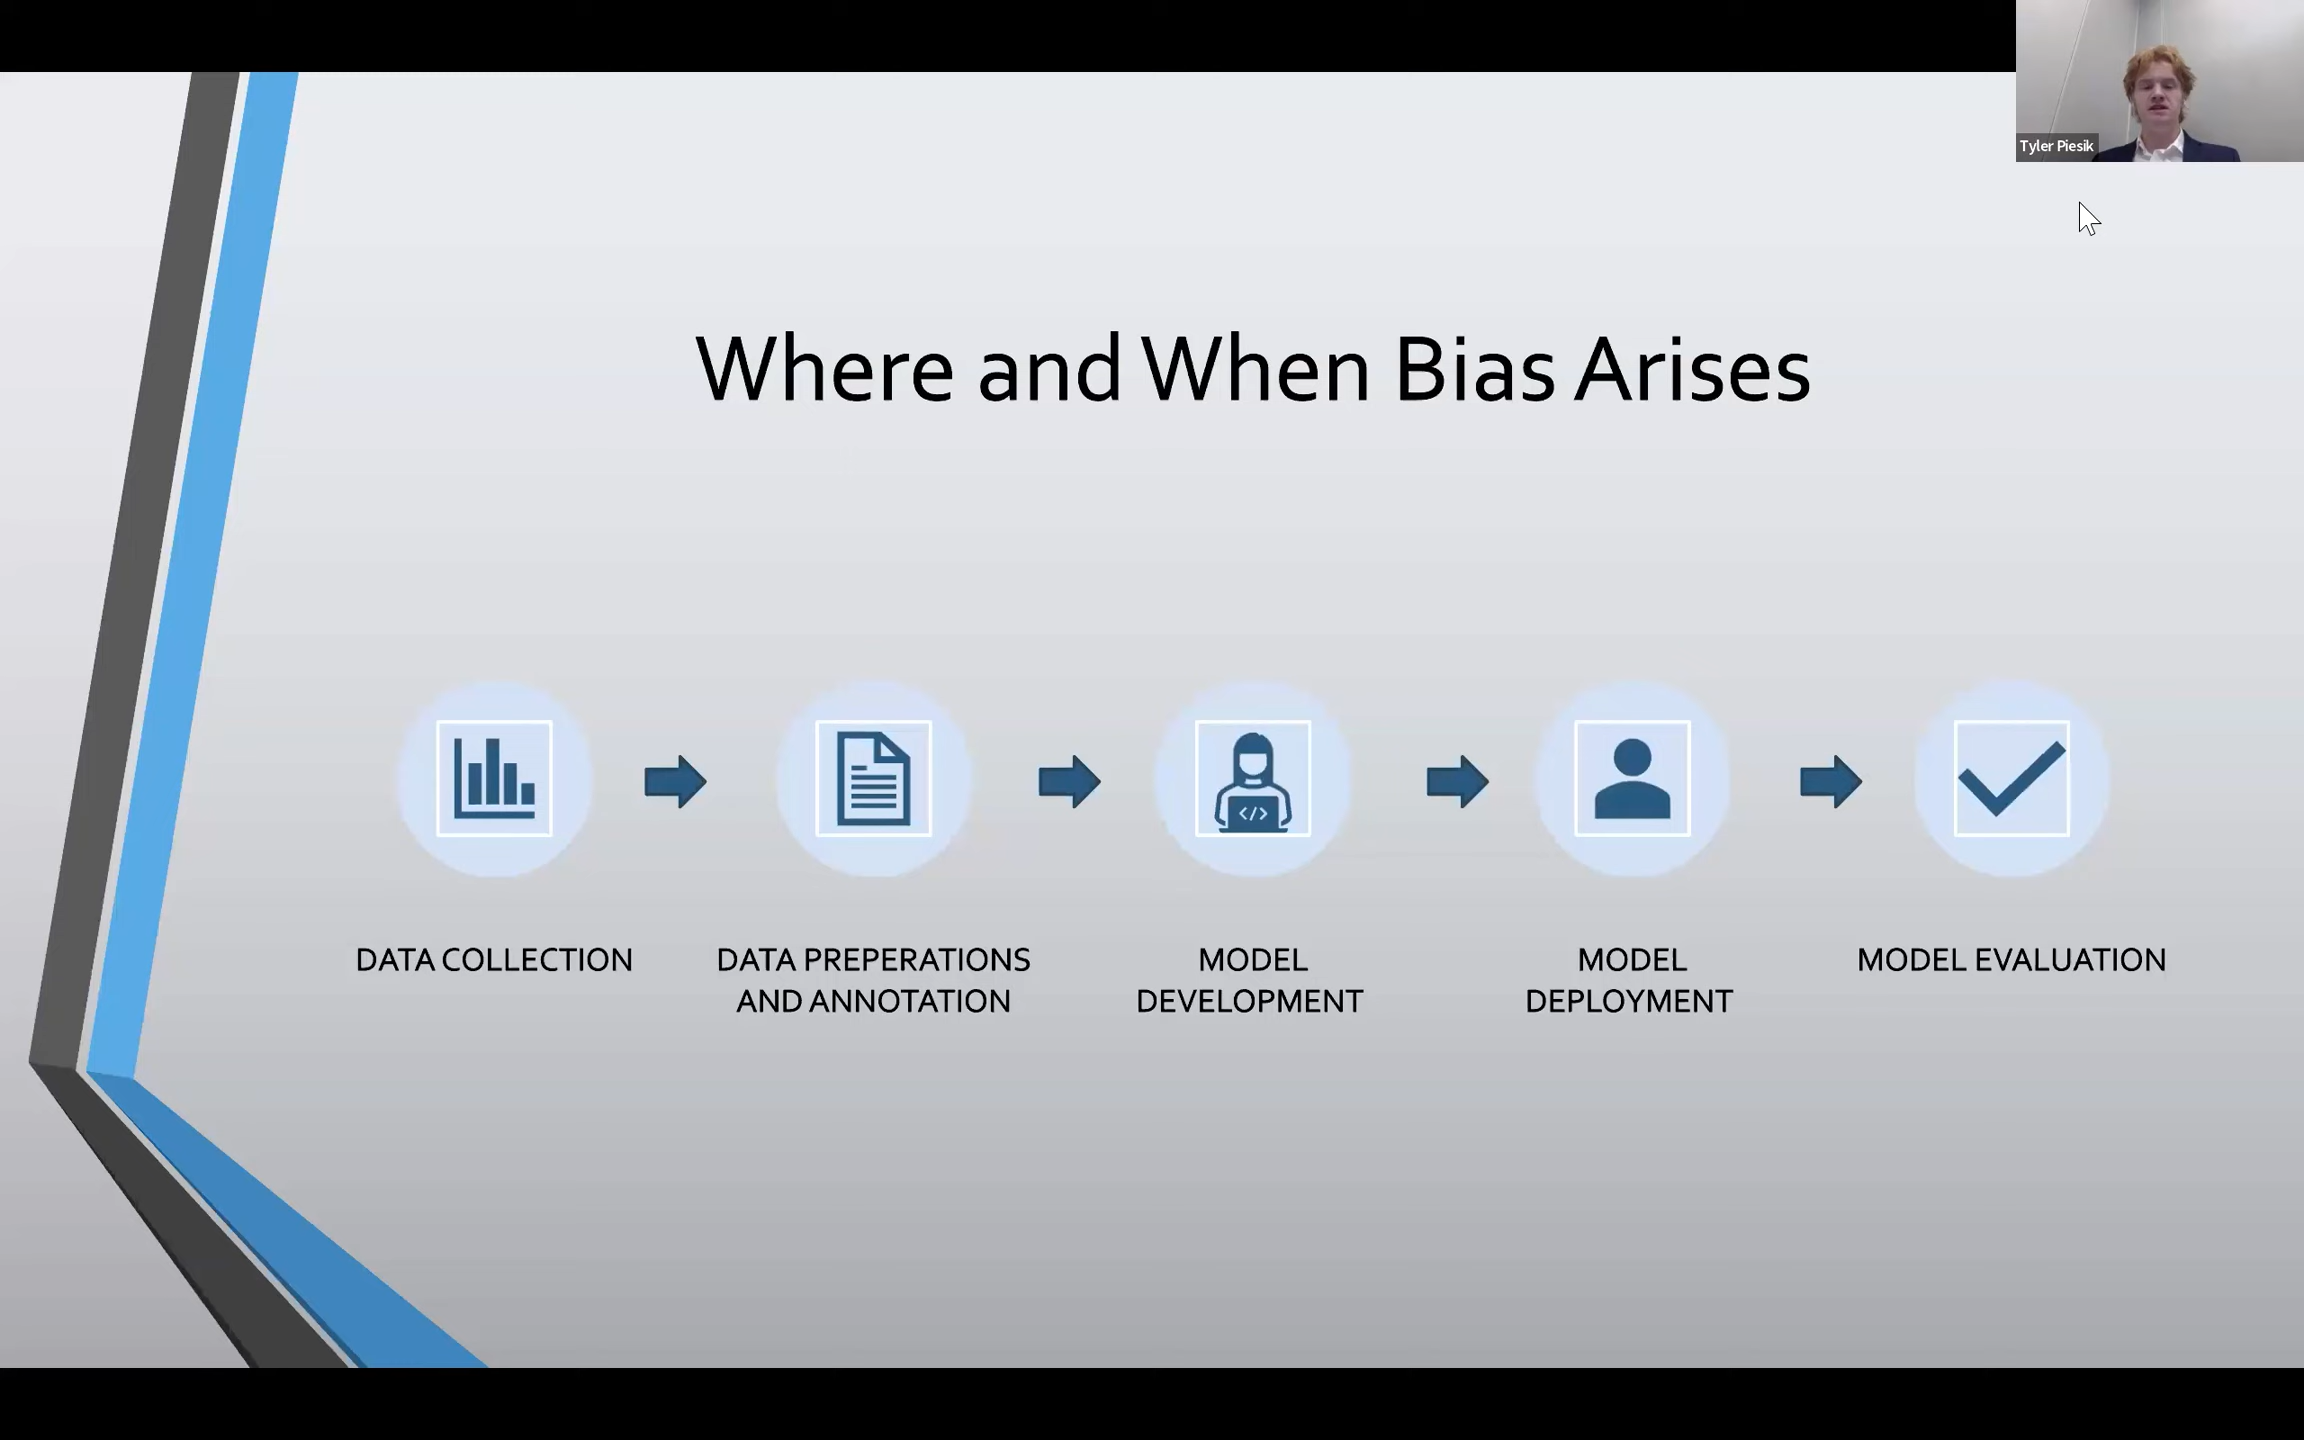 Tyler Piesik
Where and When Bias Arises
</>
DATA COLLECTION
DATA PREPERATIONS
AND ANNOTATION
MODEL
DEVELOPMENT
MODEL
DEPLOYMENT
MODEL EVALUATION